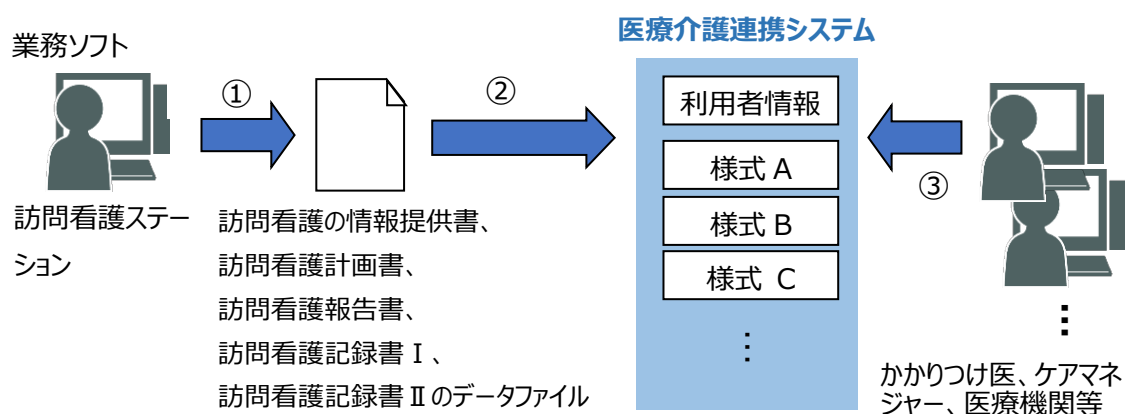 医療介護連携システム
業務ソフト
①
②
利用者情報
様式 A
③
様式 B
様式 C
⋮
訪問看護ステー
ション
訪問看護の情報提供書、
訪問看護計画書、
訪問看護報告書、
訪問看護記録書Ⅰ、
訪問看護記録書Ⅱのデータファイル
⋮
かかりつけ医、ケアマネ
ジャー、医療機関等